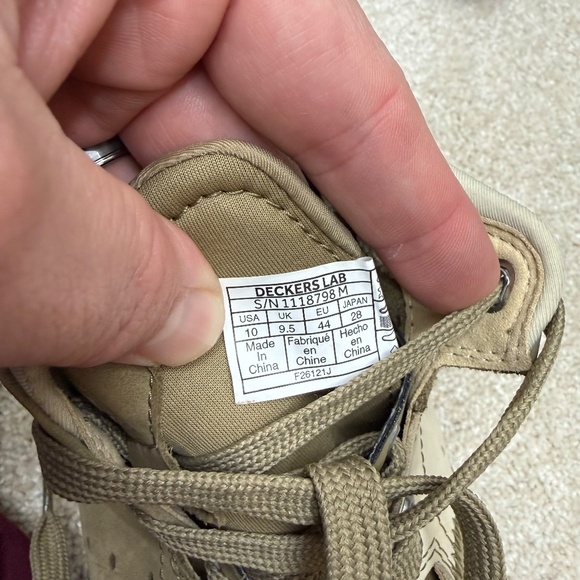 DECKERS LAB
S/N 1118798 M
USA UK EU JAPAN
10 9.5 44 28
Made in China Fabriqué en Chine Hecho en China
F26121J